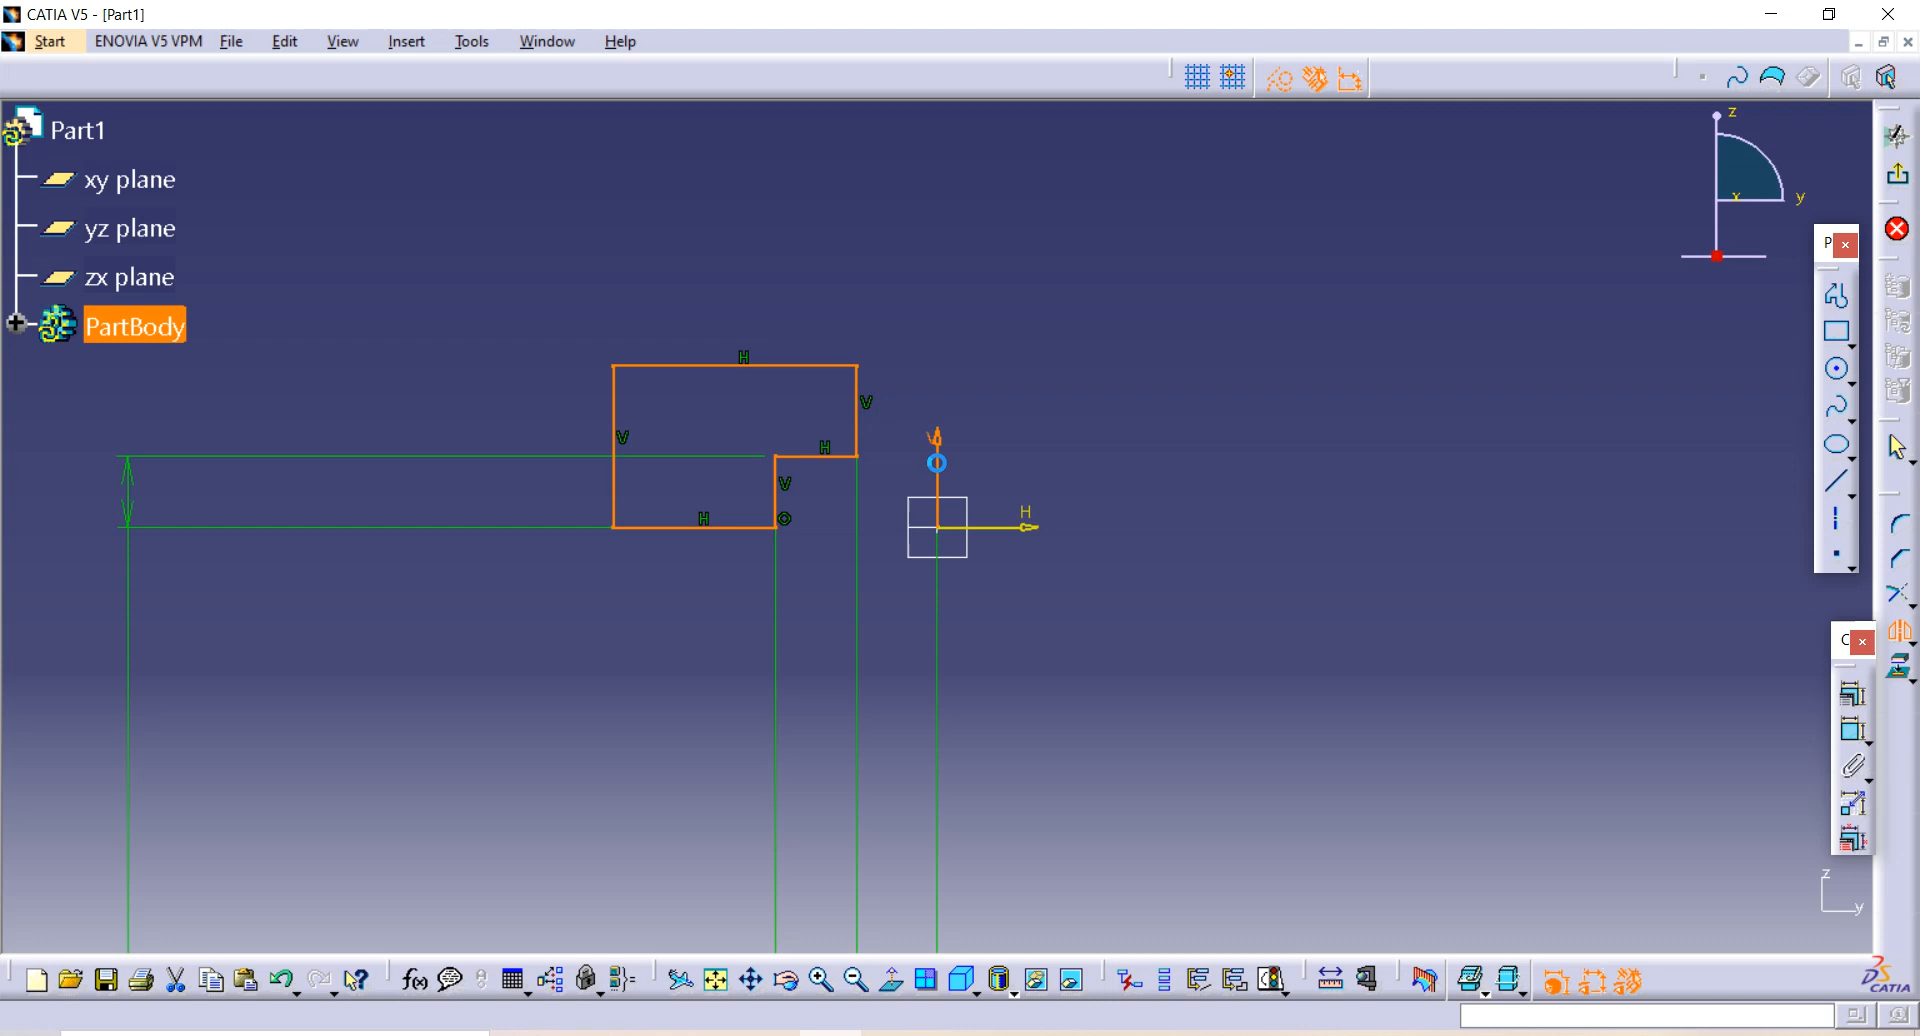 CATIA V5 - [Part1]
Start ENOVIA V5 VPM File Edit View Insert Tools Window Help
Part1
xy plane
yz plane
zx plane
PartBody
z
x
y
P
H
V
V
H
V
H
V
H
C
z
y
f(x)
CATIA